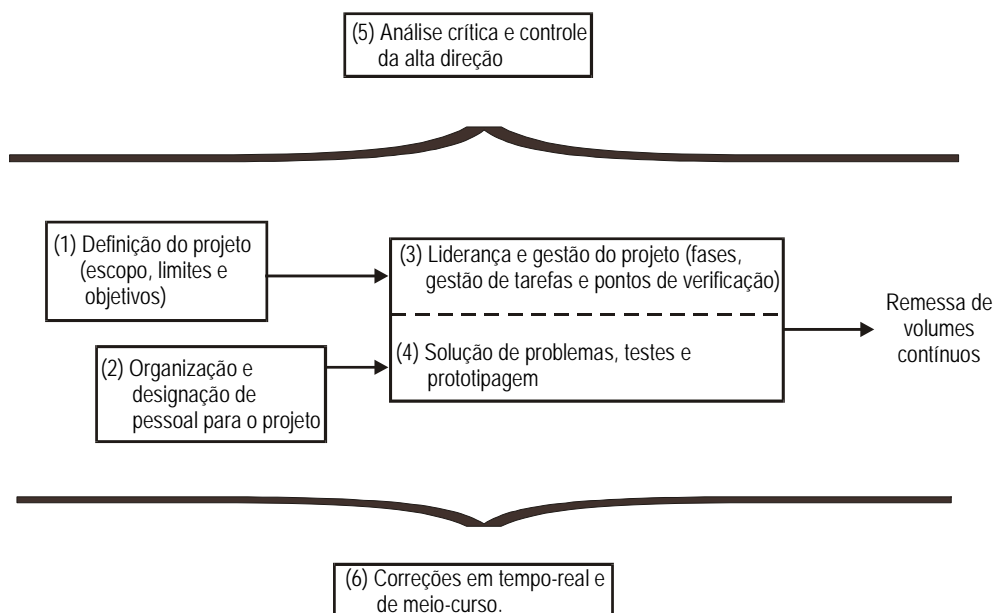 (5) Análise crítica e controle
da alta direção
(1) Definição do projeto
(escopo, limites e
objetivos)
(2) Organização e
designação de
pessoal para o projeto
(3) Liderança e gestão do projeto (fases,
gestão de tarefas e pontos de verificação)
(4) Solução de problemas, testes e
prototipagem
Remessa de
volumes
contínuos
(6) Correções em tempo-real e
de meio-curso.